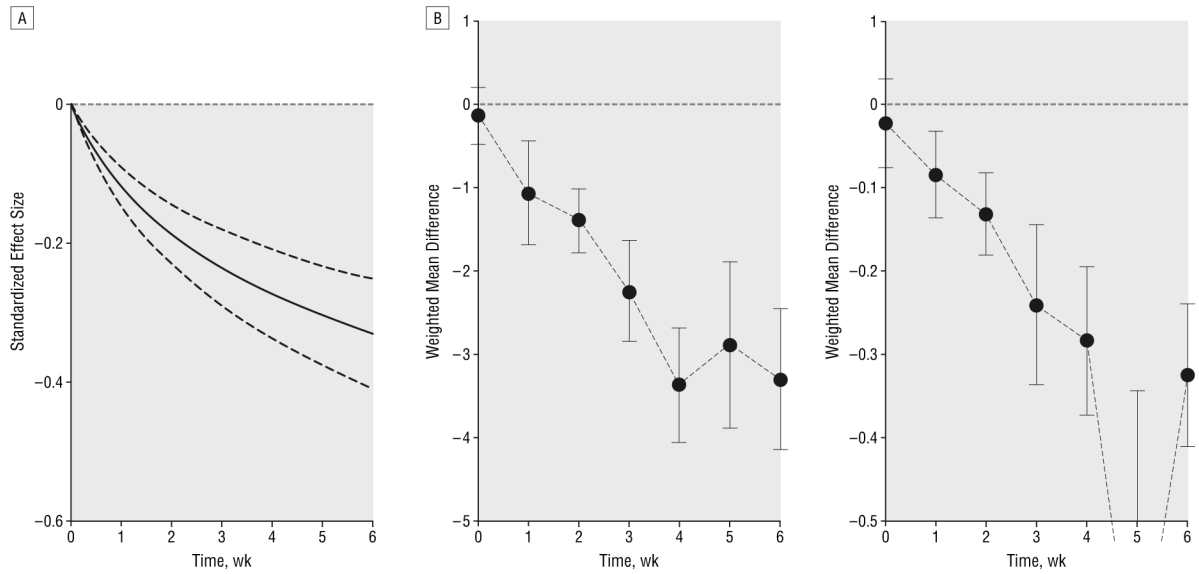 A
0
−0.2
−0.4
−0.6
Standardized Effect Size
0 1 2 3 4 5 6
Time, wk
B
1
0
−1
−2
−3
−4
−5
Weighted Mean Difference
0 1 2 3 4 5 6
Time, wk
1
0
−0.1
−0.2
−0.3
−0.4
−0.5
Weighted Mean Difference
0 1 2 3 4 5 6
Time, wk